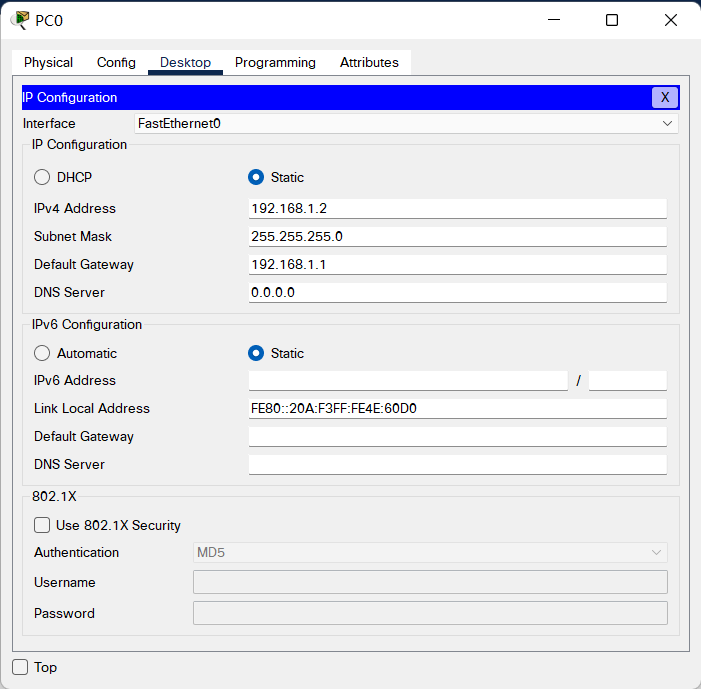 PC0
Physical Config Desktop Programming Attributes
IP Configuration X
Interface FastEthernet0
IP Configuration
DHCP Static
IPv4 Address 192.168.1.2
Subnet Mask 255.255.255.0
Default Gateway 192.168.1.1
DNS Server 0.0.0.0
IPv6 Configuration
Automatic Static
IPv6 Address /
Link Local Address FE80::20A:F3FF:FE4E:60D0
Default Gateway
DNS Server
802.1X
Use 802.1X Security
Authentication MD5
Username
Password
Top